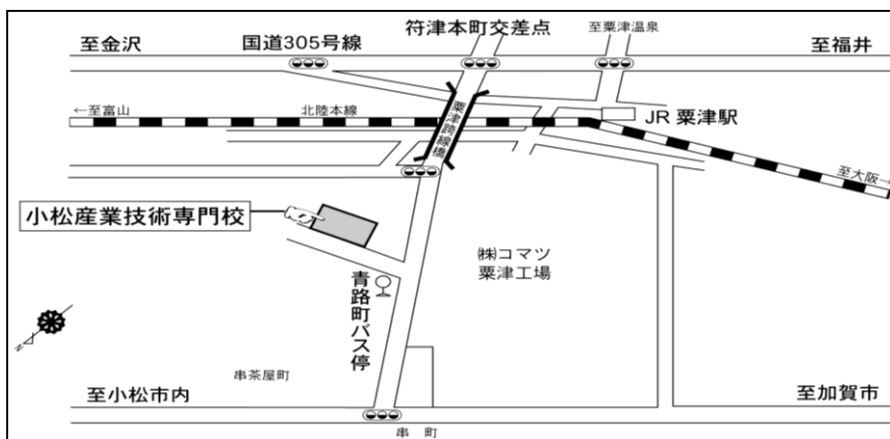 符津本町交差点
至粟津温泉
至金沢
国道305号線
至福井
←至富山
北陸本線
粟津跨線橋
JR 粟津駅
至大阪→
小松産業技術専門校
㈱コマツ
粟津工場
青路町バス停
N
串茶屋町
至小松市内
至加賀市
串 町